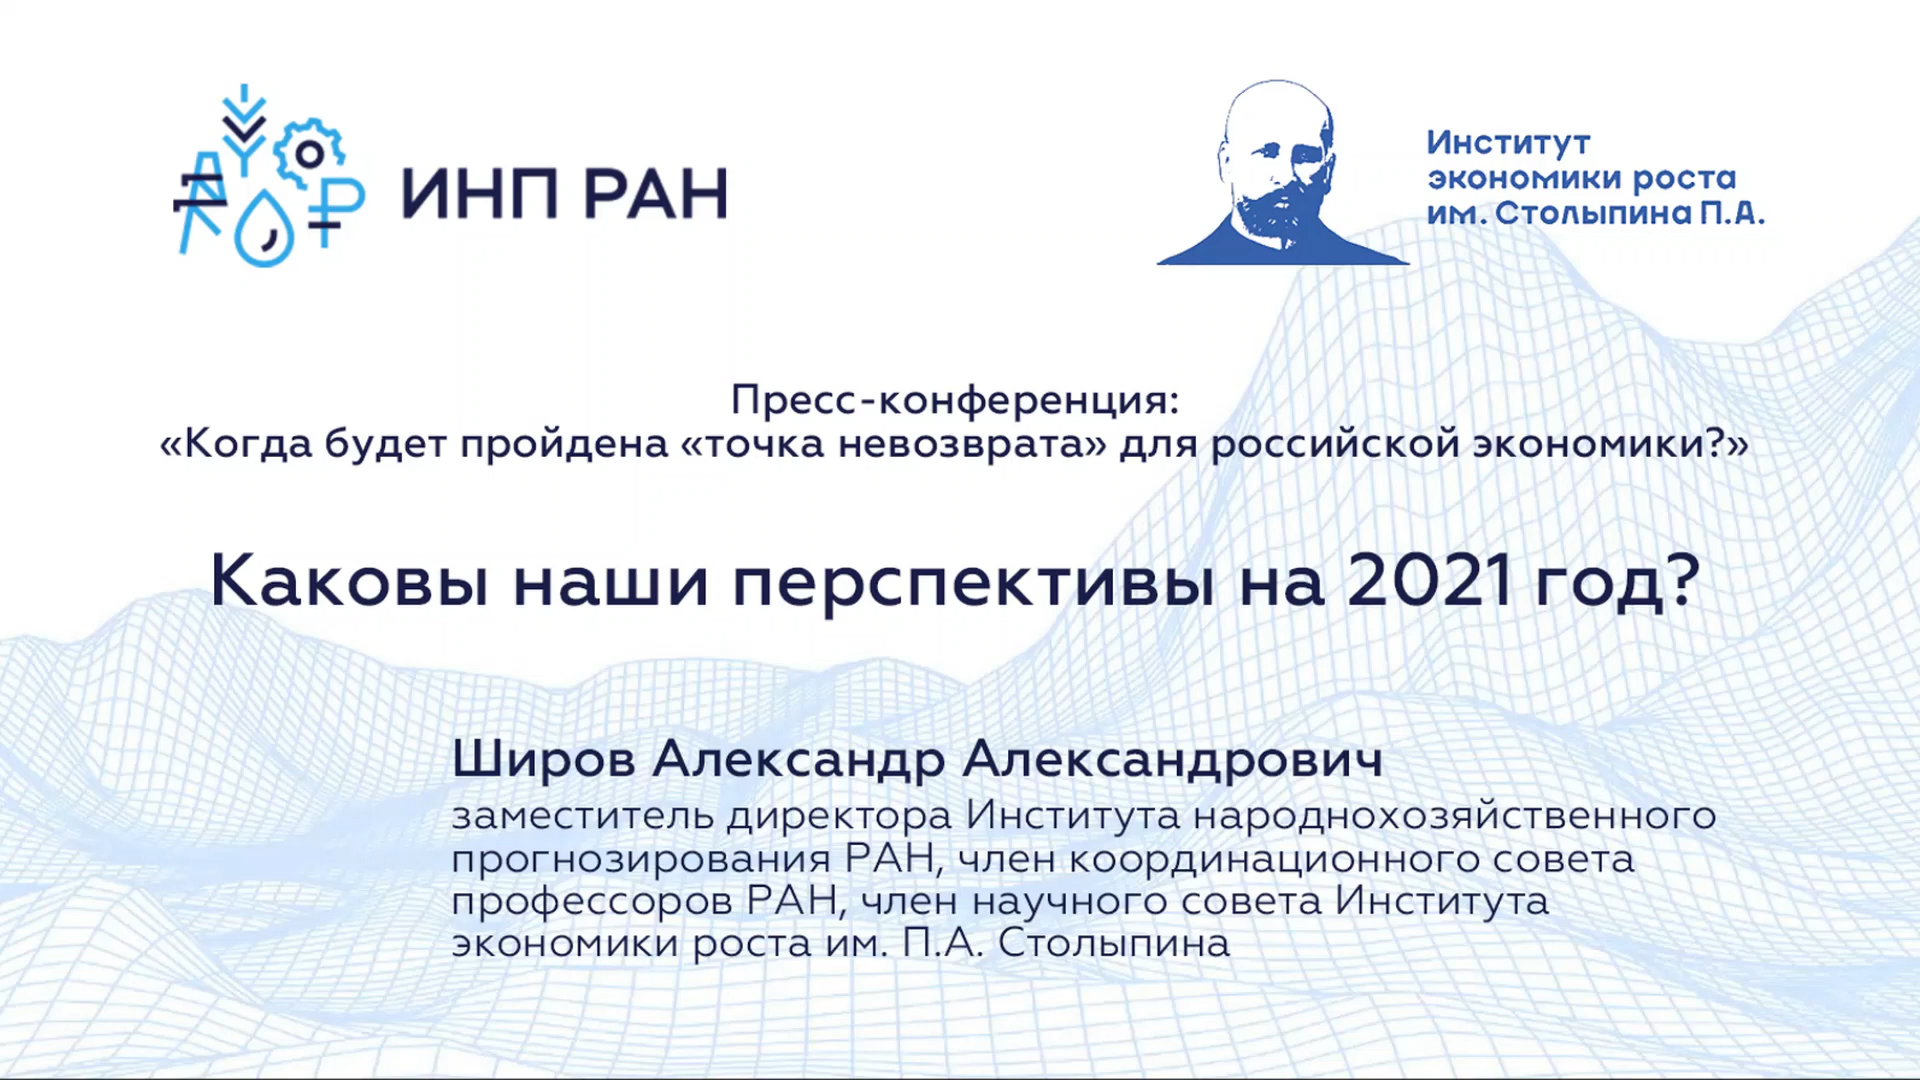 ИНП РАН
Институт
экономики роста
им. Столыпина П.А.
Пресс-конференция:
«Когда будет пройдена «точка невозврата» для российской экономики?»
Каковы наши перспективы на 2021 год?
Широв Александр Александрович
заместитель директора Института народнохозяйственного
прогнозирования РАН, член координационного совета
профессоров РАН, член научного совета Института
экономики роста им. П.А. Столыпина